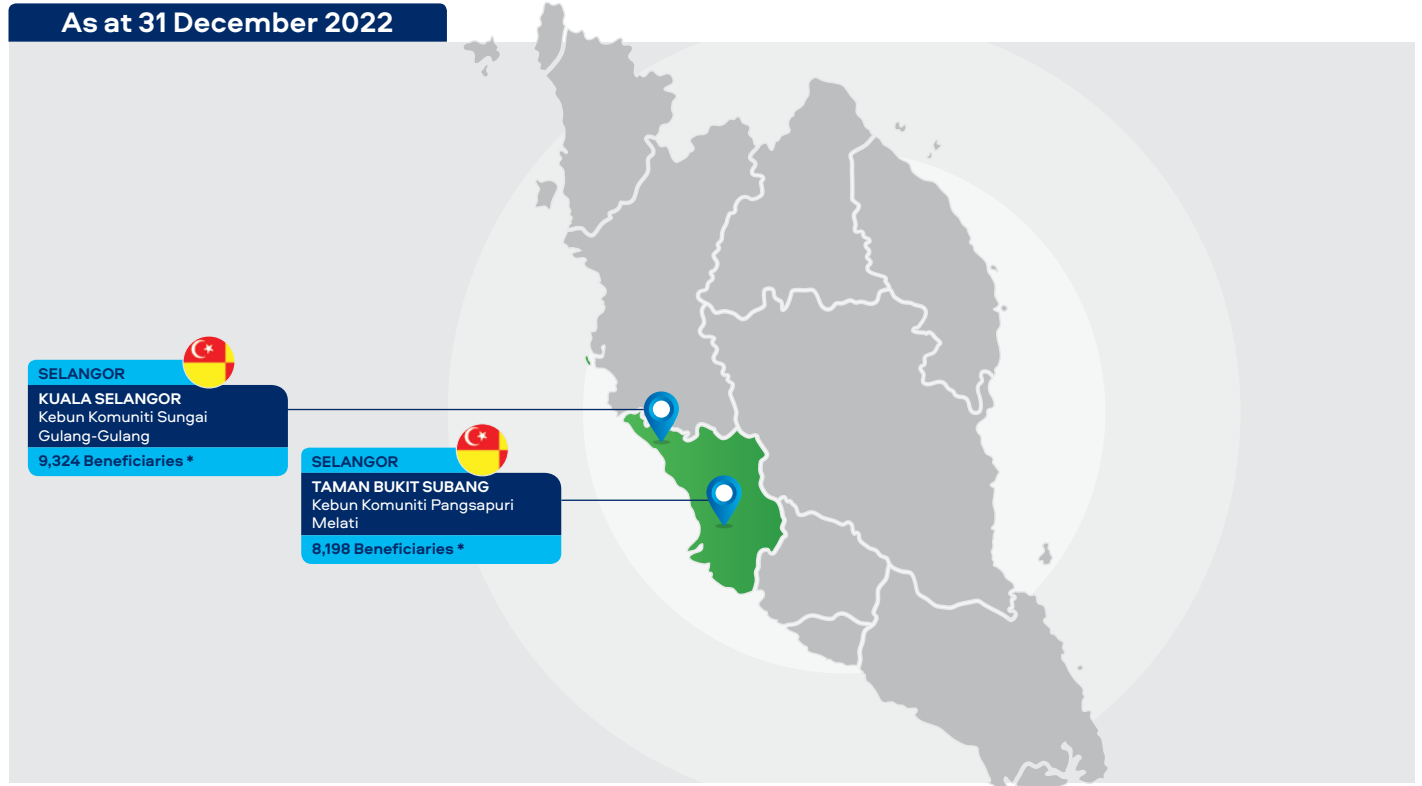 As at 31 December 2022
SELANGOR
KUALA SELANGOR
Kebun Komuniti Sungai
Gulang-Gulang
9,324 Beneficiaries *
SELANGOR
TAMAN BUKIT SUBANG
Kebun Komuniti Pangsapuri
Melati
8,198 Beneficiaries *